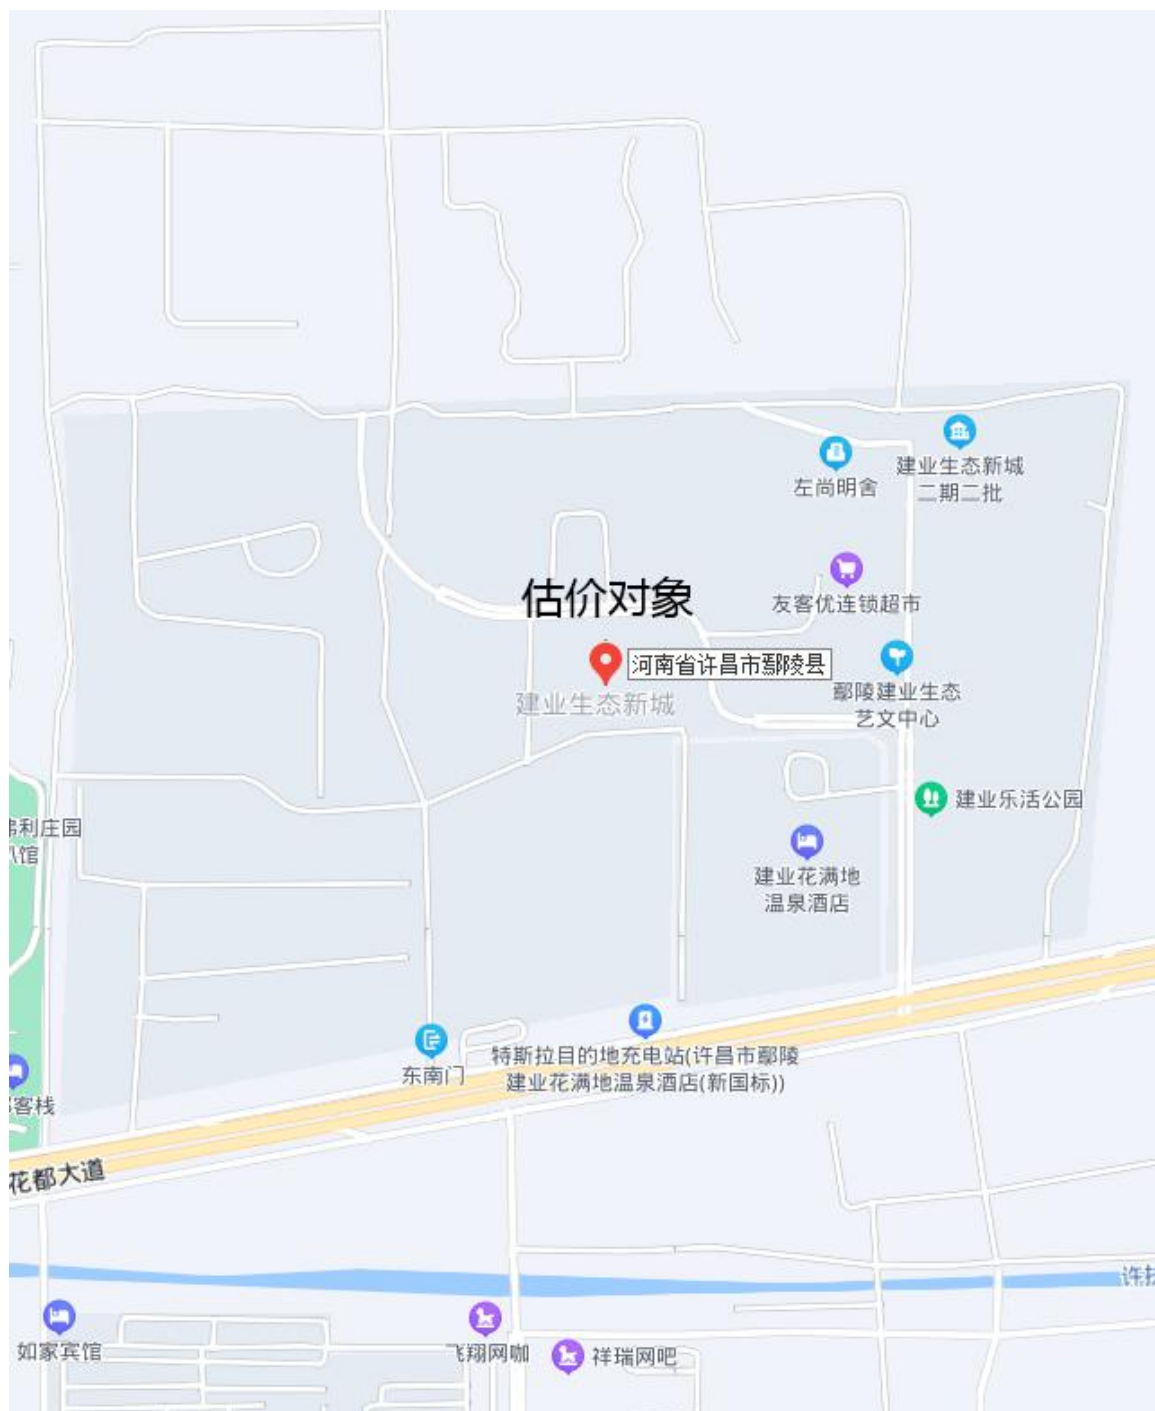 左尚明舍
建业生态新城
二期二批
估价对象
友客优连锁超市
河南省许昌市鄢陵县
建业生态新城
鄢陵建业生态
艺文中心
建业乐活公园
利庄园
馆
建业花满地
温泉酒店
特斯拉目的地充电站(许昌市鄢陵
建业花满地温泉酒店(新国标))
东南门
客栈
花都大道
许扶
如家宾馆
飞翔网咖
祥瑞网吧